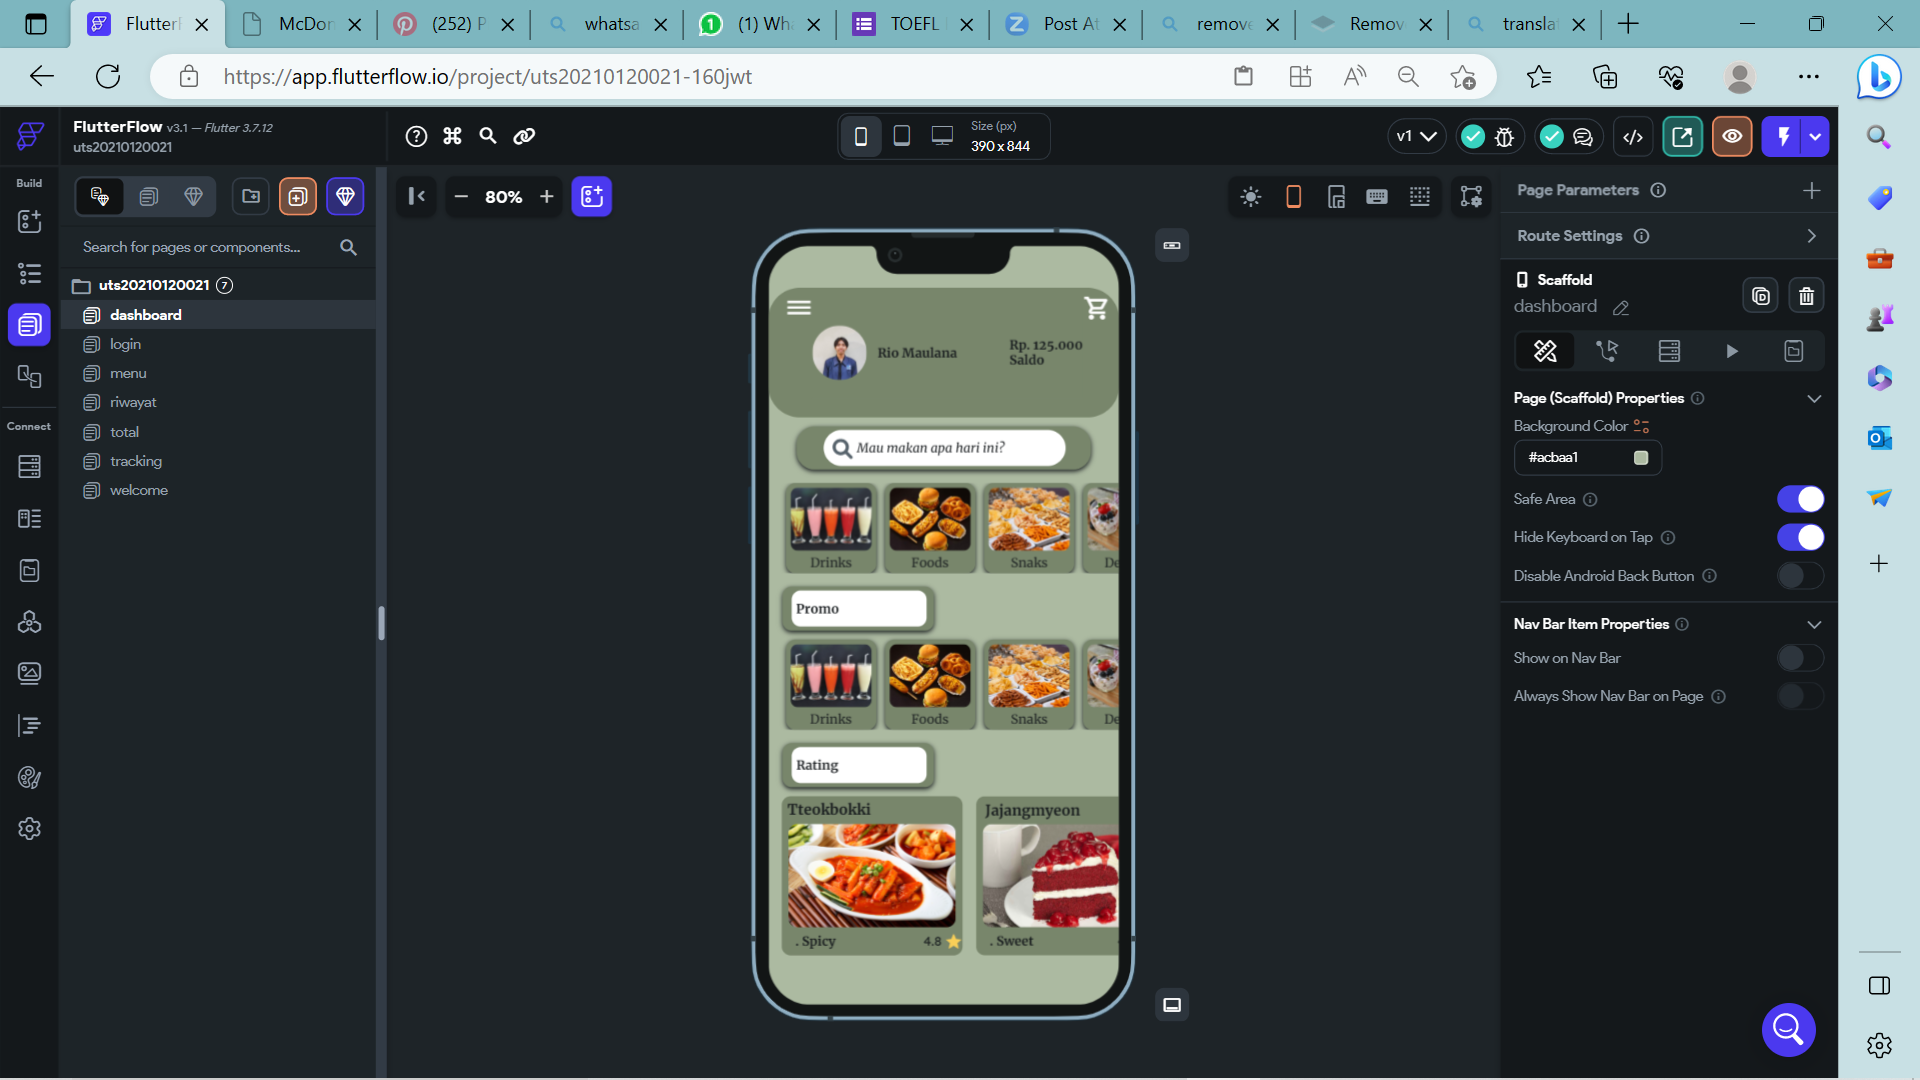 Flutter
McDon
(252) P
whatsa
(1) Wha
TOEFL
Post At
remove
Remov
transla
https://app.flutterflow.io/project/uts20210120021-160jwt
FlutterFlow v3.1 — Flutter 3.7.12
uts20210120021
Size (px)
390 x 844
v1
Build
80%
Page Parameters
Search for pages or components...
Route Settings
uts20210120021 7
Scaffold
dashboard
dashboard
login
menu
riwayat
total
tracking
welcome
Connect
Rio Maulana
Rp. 125.000
Saldo
Mau makan apa hari ini?
Drinks
Foods
Snaks
De
Promo
Drinks
Foods
Snaks
De
Rating
Tteokbokki
Jajangmyeon
. Spicy
4.8
. Sweet
Page (Scaffold) Properties
Background Color
#acbaa1
Safe Area
Hide Keyboard on Tap
Disable Android Back Button
Nav Bar Item Properties
Show on Nav Bar
Always Show Nav Bar on Page